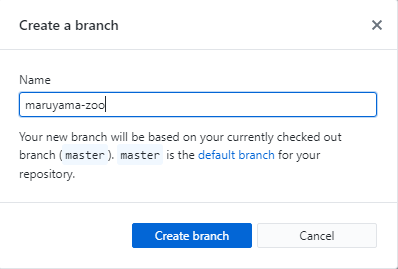 Create a branch
Name
maruyama-zoo
Your new branch will be based on your currently checked out
branch (master). master is the default branch for your
repository.
Create branch
Cancel